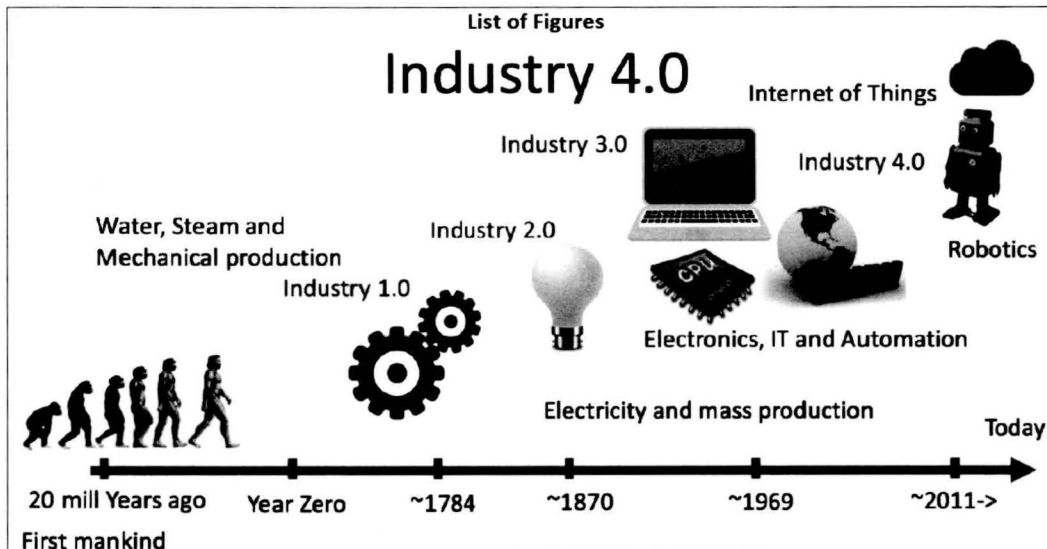 List of Figures
Industry 4.0
Internet of Things
Industry 3.0
Industry 4.0
Water, Steam and
Mechanical production
Industry 2.0
Robotics
Industry 1.0
CPU
Electronics, IT and Automation
Electricity and mass production
Today
20 mill Years ago
Year Zero
~1784
~1870
~1969
~2011->
First mankind